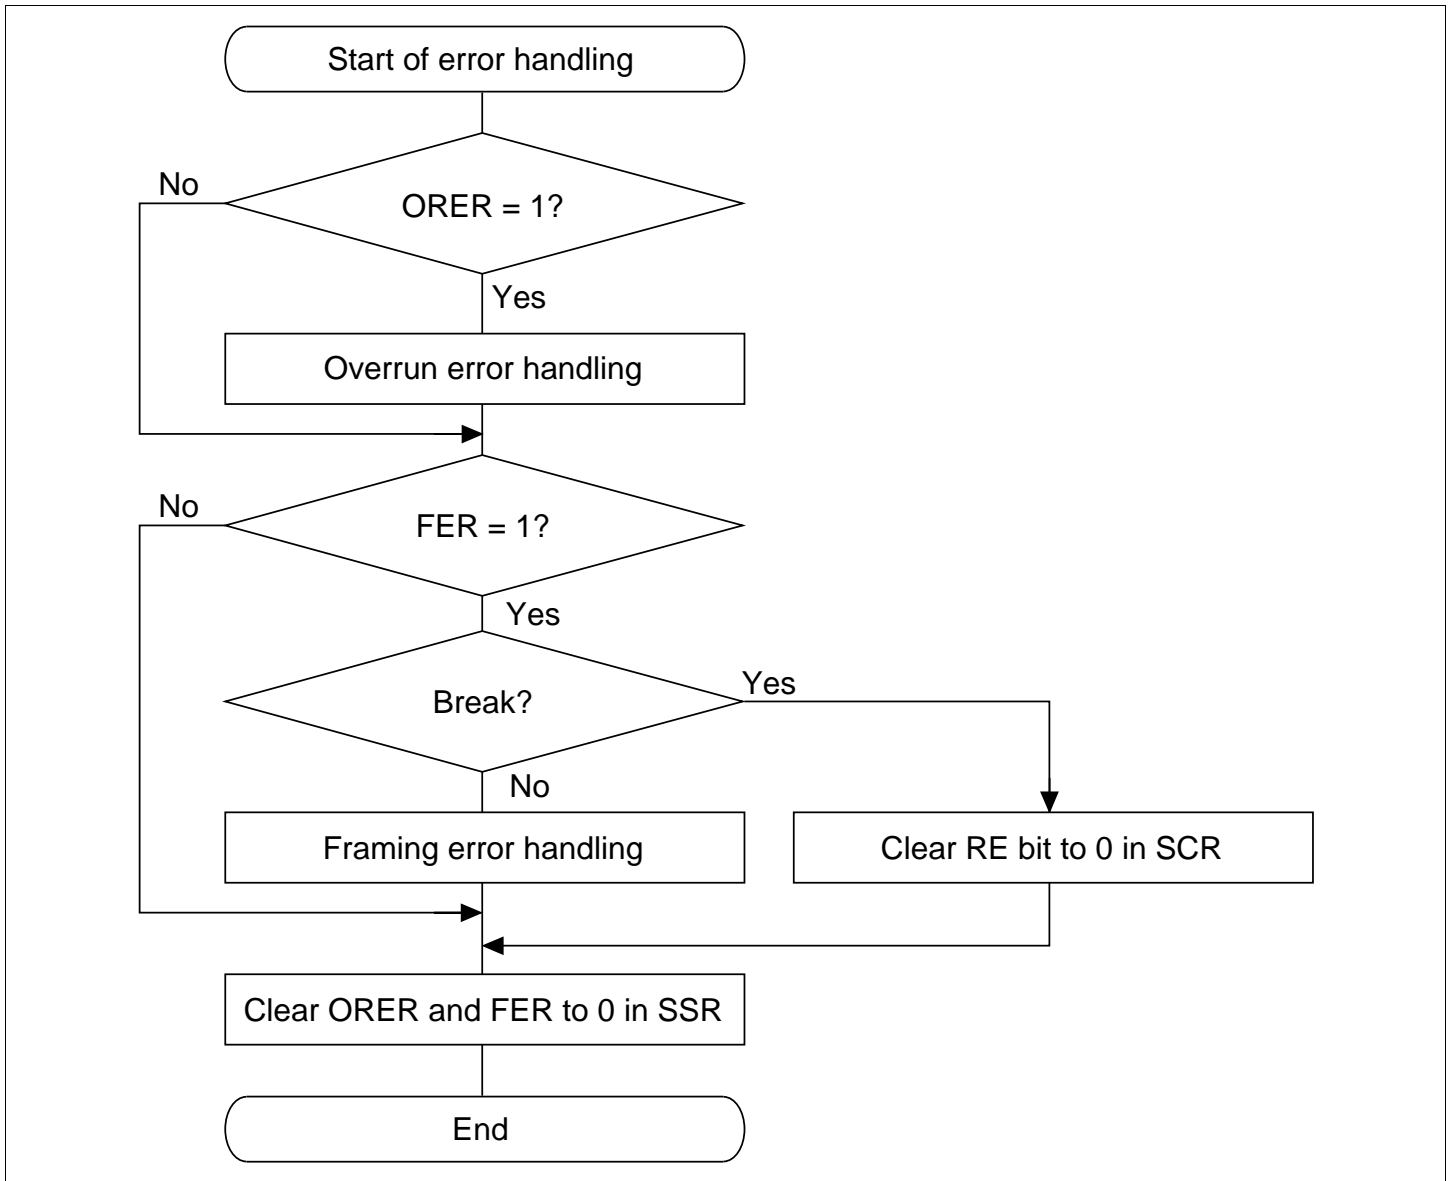 Start of error handling
No
ORER = 1?
Yes
Overrun error handling
No
FER = 1?
Yes
Break?
Yes
No
Framing error handling
Clear RE bit to 0 in SCR
Clear ORER and FER to 0 in SSR
End